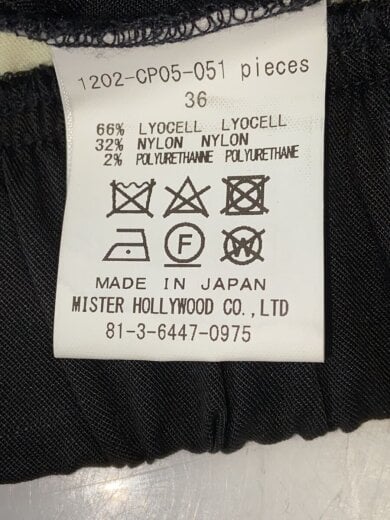 1202-CP05-051 pieces
36
66% LYOCELL LYOCELL
32% NYLON NYLON
2% POLYURETHANNE POLYURETHANE
F
W
MADE IN JAPAN
MISTER HOLLYWOOD CO.,LTD
81-3-6447-0975